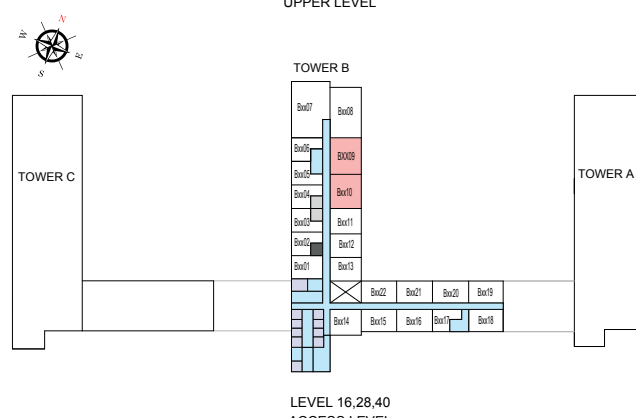 UPPER LEVEL
N
W
E
S
TOWER B
Bxx07
Bxx08
Bxx06
BXX09
Bxx05
TOWER C
TOWER A
Bxx04
Bxx10
Bxx03
Bxx11
Bxx02
Bxx12
Bxx01
Bxx13
Bxx22 Bxx21 Bxx20 Bxx19
Bxx14 Bxx15 Bxx16 Bxx17 Bxx18
LEVEL 16,28,40
ACCESS LEVEL